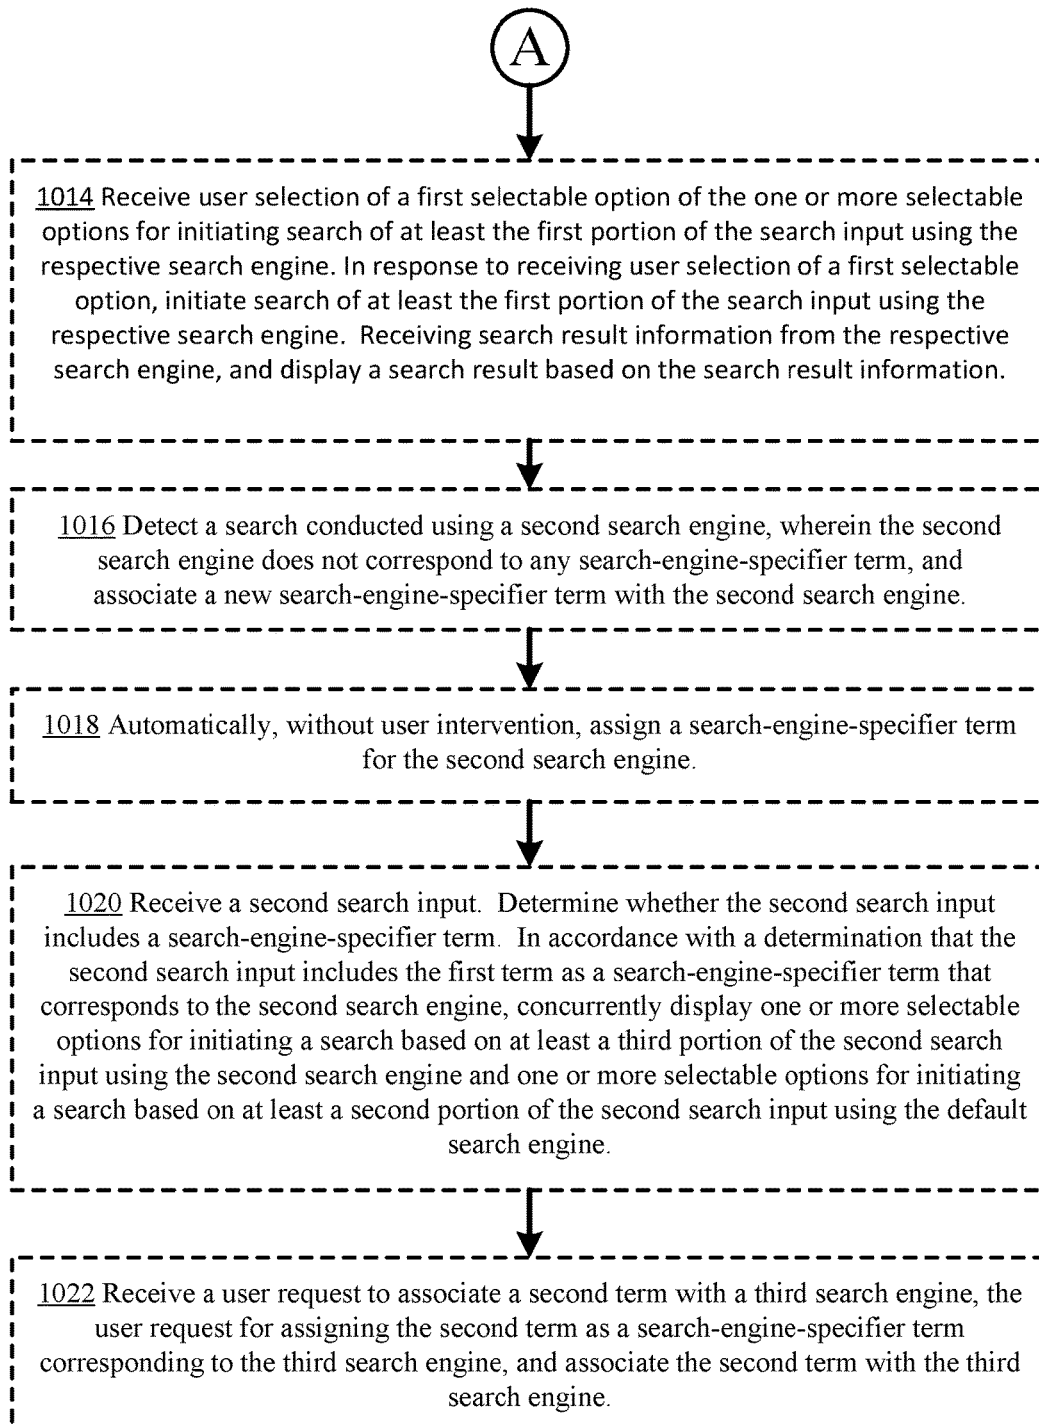 A
1014 Receive user selection of a first selectable option of the one or more selectable
options for initiating search of at least the first portion of the search input using the
respective search engine. In response to receiving user selection of a first selectable
option, initiate search of at least the first portion of the search input using the
respective search engine.  Receiving search result information from the respective
search engine, and display a search result based on the search result information.
1016 Detect a search conducted using a second search engine, wherein the second
search engine does not correspond to any search-engine-specifier term, and
associate a new search-engine-specifier term with the second search engine.
1018 Automatically, without user intervention, assign a search-engine-specifier term
for the second search engine.
1020 Receive a second search input.  Determine whether the second search input
includes a search-engine-specifier term.  In accordance with a determination that the
second search input includes the first term as a search-engine-specifier term that
corresponds to the second search engine, concurrently display one or more selectable
options for initiating a search based on at least a third portion of the second search
input using the second search engine and one or more selectable options for initiating
a search based on at least a second portion of the second search input using the default
search engine.
1022 Receive a user request to associate a second term with a third search engine, the
user request for assigning the second term as a search-engine-specifier term
corresponding to the third search engine, and associate the second term with the third
search engine.